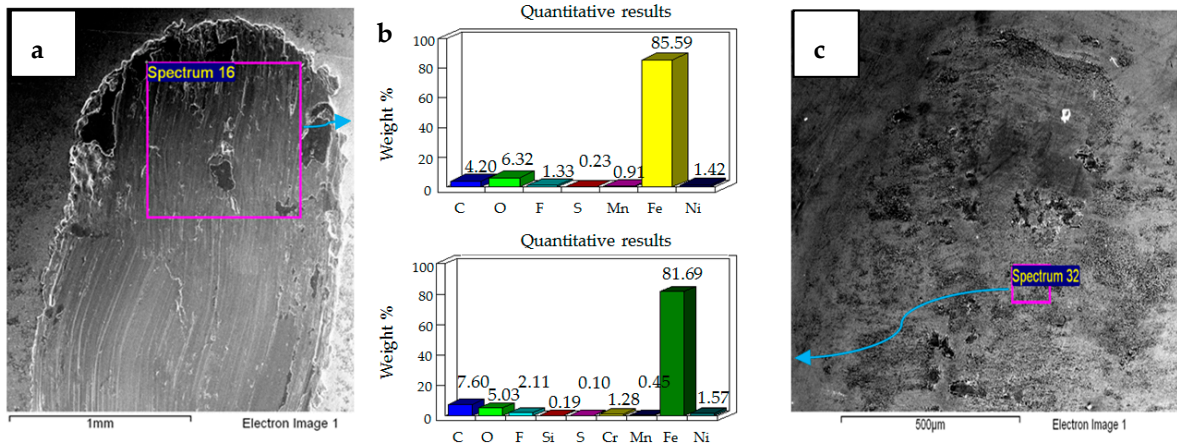 a
Spectrum 16
1mm
Electron Image 1
b
Quantitative results
Weight %
100
80
60
40
20
0
4.20 6.32 1.33 0.23 0.91 85.59 1.42
C O F S Mn Fe Ni
Quantitative results
Weight %
100
80
60
40
20
0
7.60 5.03 2.11 0.19 0.10 1.28 0.45 81.69 1.57
C O F Si S Cr Mn Fe Ni
c
Spectrum 32
500µm
Electron Image 1